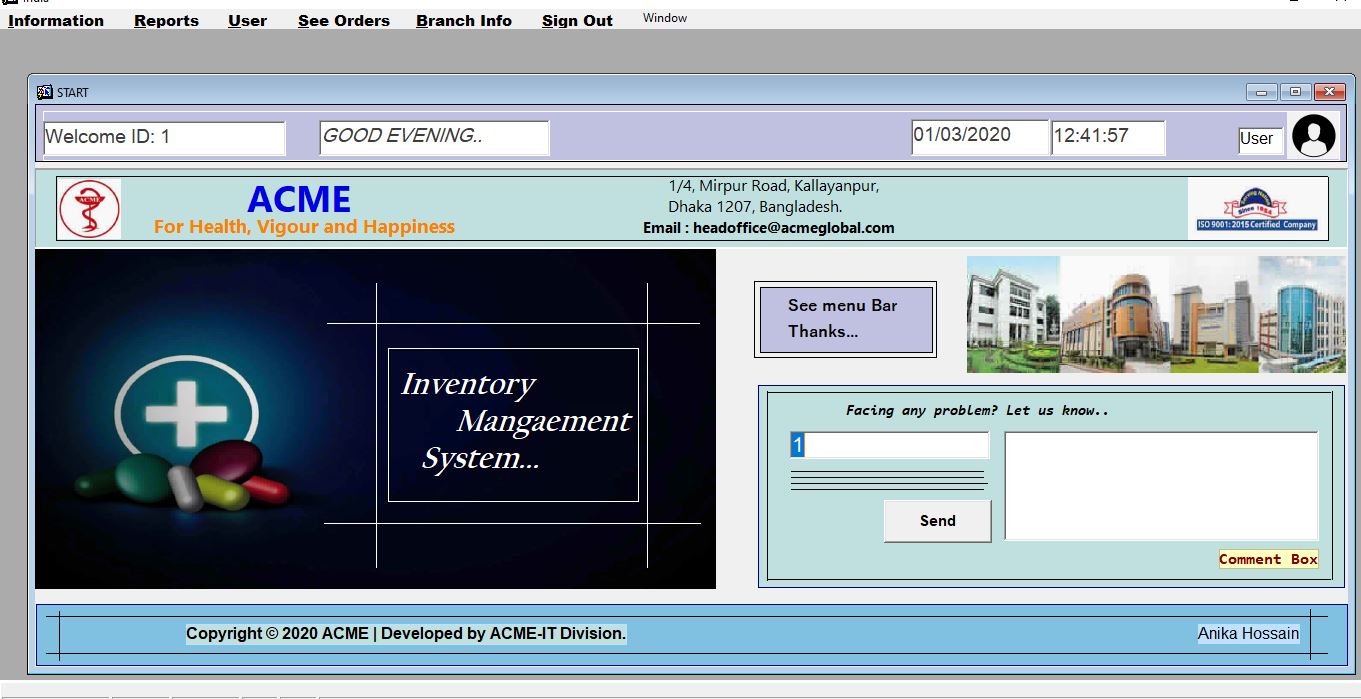 India
Information Reports User See Orders Branch Info Sign Out Window
START
Welcome ID: 1
GOOD EVENING..
01/03/2020
12:41:57
User
ACME
ACME
For Health, Vigour and Happiness
1/4, Mirpur Road, Kallayanpur,
Dhaka 1207, Bangladesh.
Email : headoffice@acmeglobal.com
Since 1954
ISO 9001: 2015 Certified Company
Inventory
Mangaement
System...
See menu Bar
Thanks...
Facing any problem? Let us know..
1
Send
Comment Box
Copyright © 2020 ACME | Developed by ACME-IT Division.
Anika Hossain